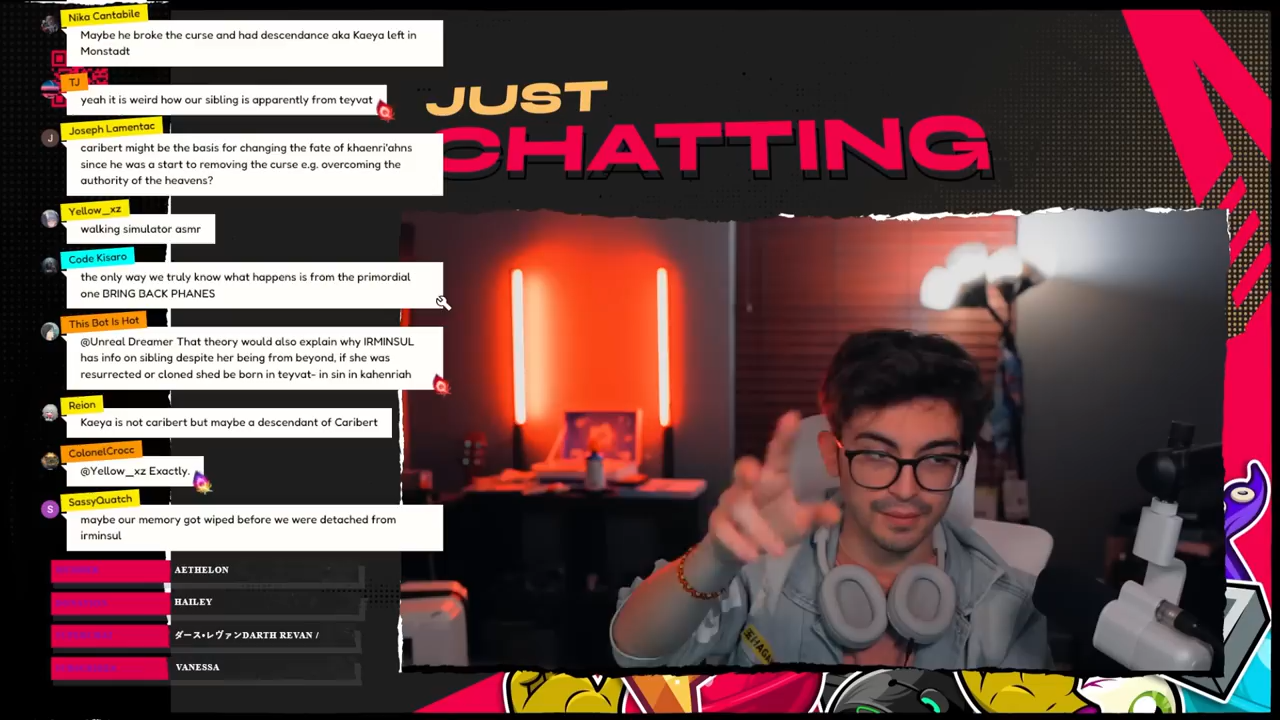 Nika Cantabile
Maybe he broke the curse and had descendance aka Kaeya left in
Monstadt
TJ
yeah it is weird how our sibling is apparently from teyvat
Joseph Lamentac
caribert might be the basis for changing the fate of khaenri'ahns
since he was a start to removing the curse e.g. overcoming the
authority of the heavens?
Yellow_xz
walking simulator asmr
Code Kisaro
the only way we truly know what happens is from the primordial
one BRING BACK PHANES
This Bot Is Hot
@Unreal Dreamer That theory would also explain why IRMINSUL
has info on sibling despite her being from beyond, if she was
resurrected or cloned shed be born in teyvat- in sin in kahenriah
Reion
Kaeya is not caribert but maybe a descendant of Caribert
ColonelCrocc
@Yellow_xz Exactly.
SassyQuatch
maybe our memory got wiped before we were detached from
irminsul
AETHELON
HAILEY
ダース・レヴァンDARTH REVAN /
VANESSA
JUST
CHATTING
J
S